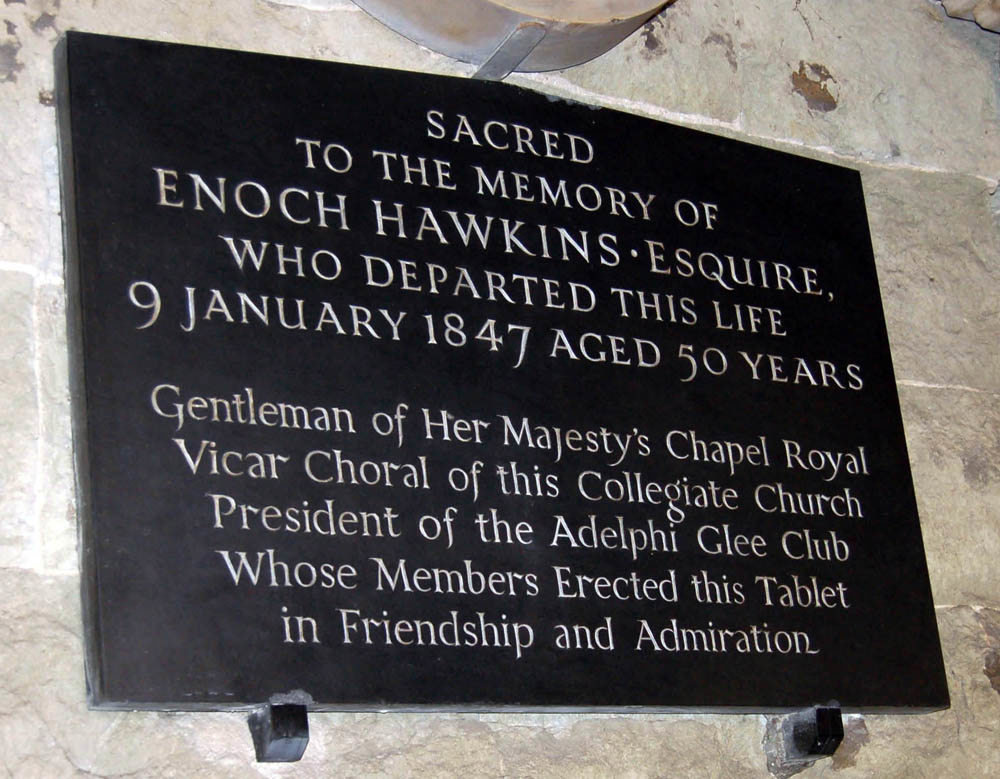 SACRED
TO THE MEMORY OF
ENOCH HAWKINS · ESQUIRE,
WHO DEPARTED THIS LIFE
9 JANUARY 1847 AGED 50 YEARS
Gentleman of Her Majesty's Chapel Royal
Vicar Choral of this Collegiate Church
President of the Adelphi Glee Club
Whose Members Erected this Tablet
in Friendship and Admiration